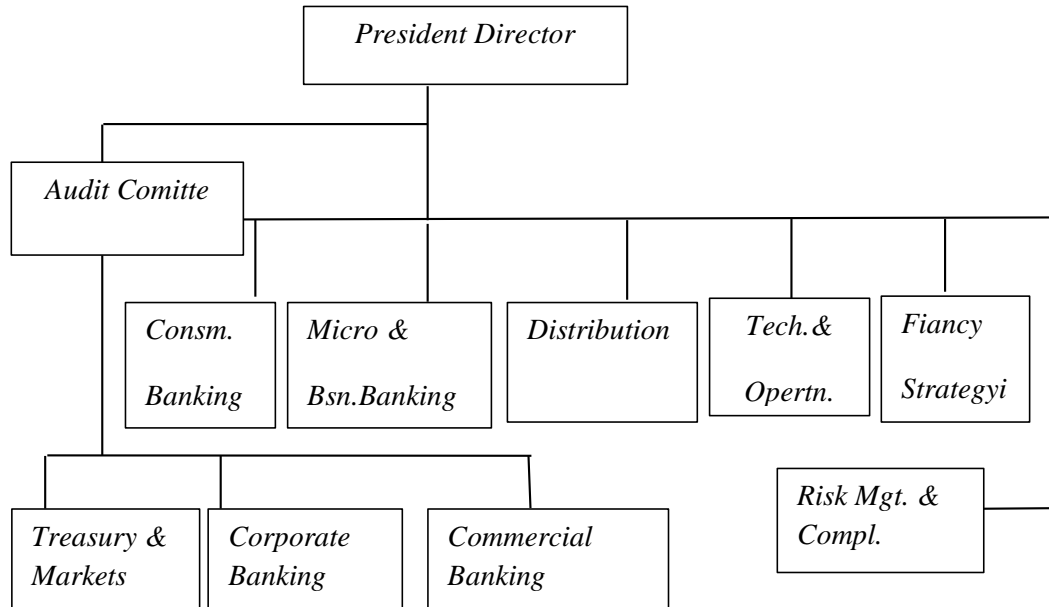 President Director
Audit Comitte
Consm.
Banking
Micro &
Bsn.Banking
Distribution
Tech.&
Opertn.
Fiancy
Strategyi
Risk Mgt. &
Compl.
Treasury &
Markets
Corporate
Banking
Commercial
Banking